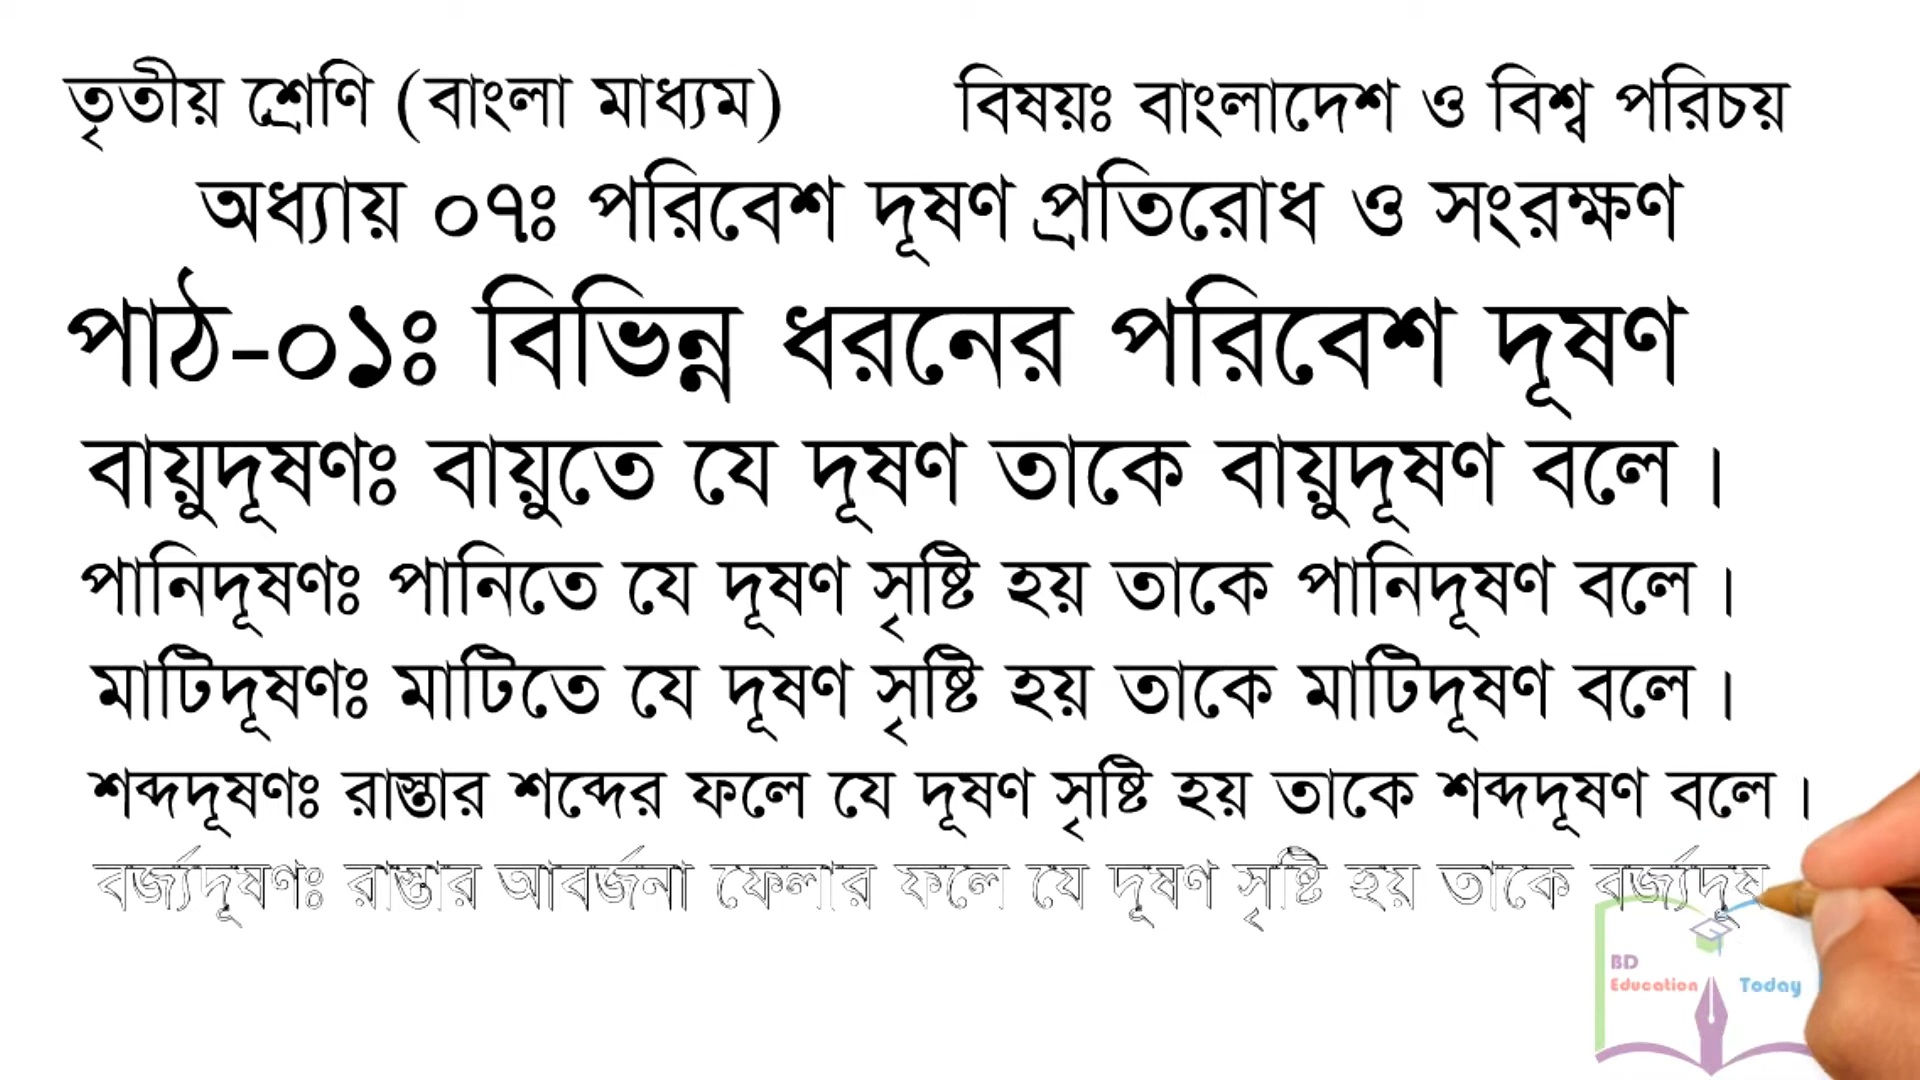 তৃতীয় শ্রেণি (বাংলা মাধ্যম) বিষয়ঃ বাংলাদেশ ও বিশ্ব পরিচয়
অধ্যায় ০৭ঃ পরিবেশ দূষণ প্রতিরোধ ও সংরক্ষণ
পাঠ-০১ঃ বিভিন্ন ধরনের পরিবেশ দূষণ
বায়ুদূষণঃ বায়ুতে যে দূষণ তাকে বায়ুদূষণ বলে।
পানিদূষণঃ পানিতে যে দূষণ সৃষ্টি হয় তাকে পানিদূষণ বলে।
মাটিদূষণঃ মাটিতে যে দূষণ সৃষ্টি হয় তাকে মাটিদূষণ বলে।
শব্দদূষণঃ রাস্তার শব্দের ফলে যে দূষণ সৃষ্টি হয় তাকে শব্দদূষণ বলে।
বর্জ্যদূষণঃ রাস্তার আবর্জনা ফেলার ফলে যে দূষণ সৃষ্টি হয় তাকে বর্জ্যদূষ
BD
Education Today